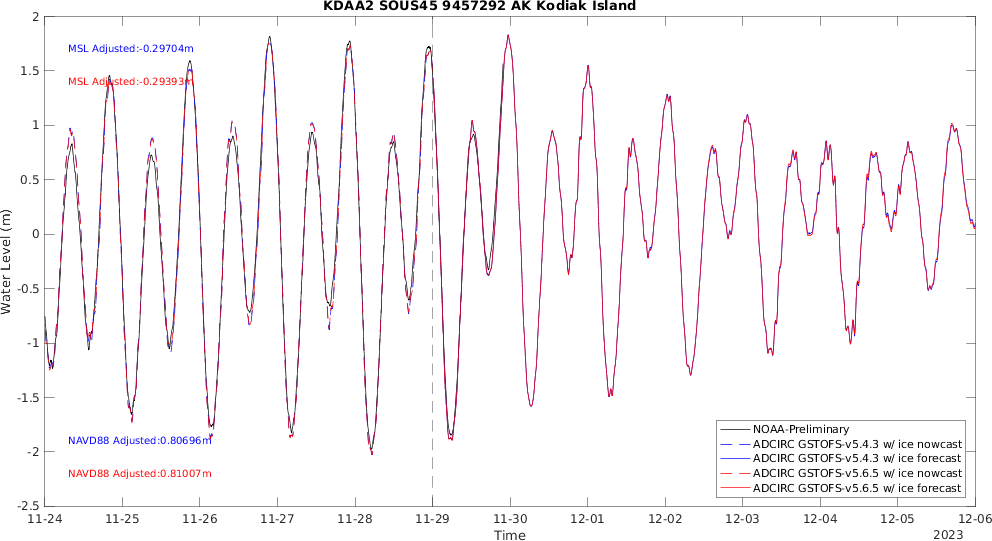 KDAA2 SOUS45 9457292 AK Kodiak Island
2
1.5
1
0.5
0
-0.5
-1
-1.5
-2
-2.5
Water Level (m)
MSL Adjusted:-0.29704m
MSL Adjusted:-0.29393m
NAVD88 Adjusted:0.80696m
NAVD88 Adjusted:0.81007m
NOAA-Preliminary
ADCIRC GSTOFS-v5.4.3 w/ ice nowcast
ADCIRC GSTOFS-v5.4.3 w/ ice forecast
ADCIRC GSTOFS-v5.6.5 w/ ice nowcast
ADCIRC GSTOFS-v5.6.5 w/ ice forecast
11-24 11-25 11-26 11-27 11-28 11-29 11-30 12-01 12-02 12-03 12-04 12-05 12-06
Time
2023